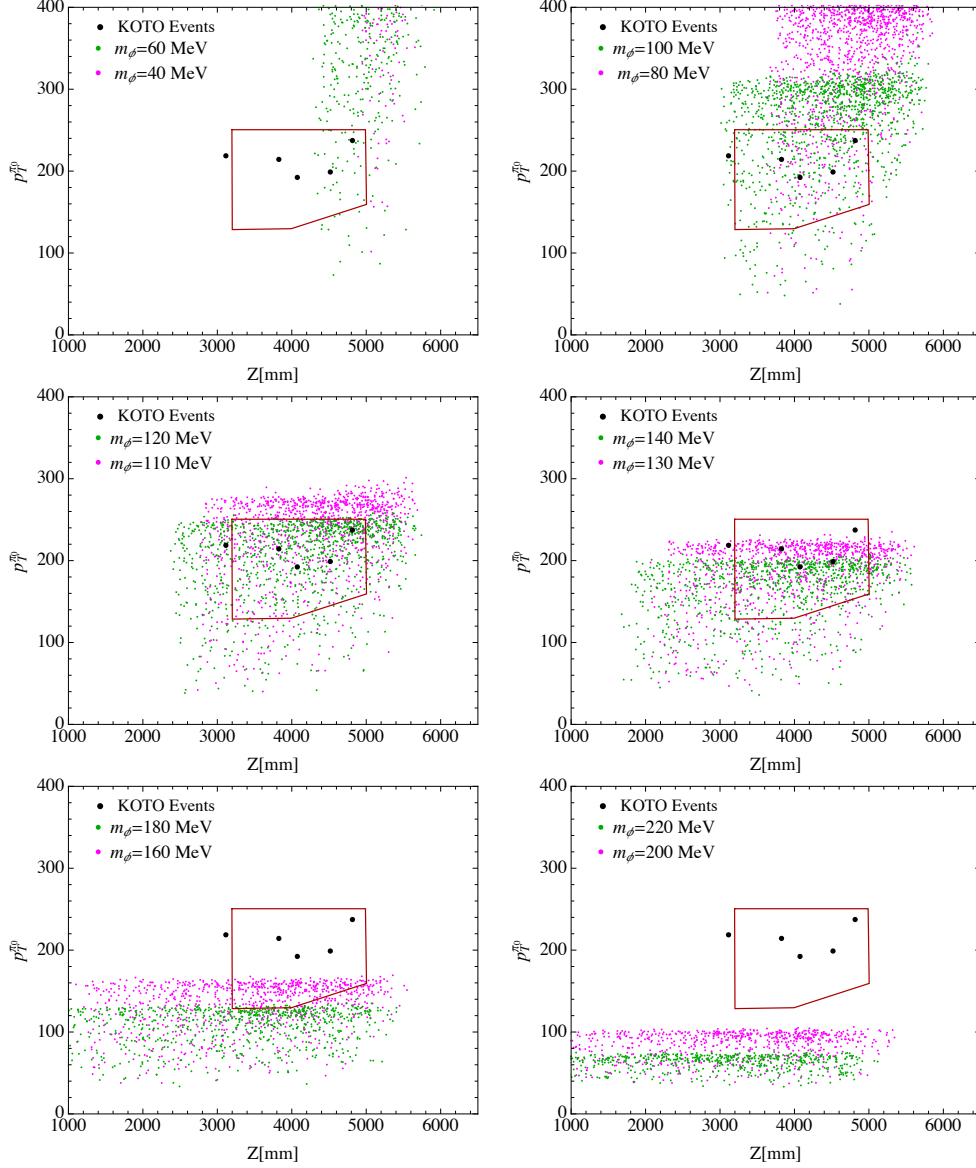 400
300
200
100
0
p_T^{π0}
KOTO Events
m_ϕ=60 MeV
m_ϕ=40 MeV
1000 2000 3000 4000 5000 6000
Z[mm]
400
300
200
100
0
p_T^{π0}
KOTO Events
m_ϕ=100 MeV
m_ϕ=80 MeV
1000 2000 3000 4000 5000 6000
Z[mm]
400
300
200
100
0
p_T^{π0}
KOTO Events
m_ϕ=120 MeV
m_ϕ=110 MeV
1000 2000 3000 4000 5000 6000
Z[mm]
400
300
200
100
0
p_T^{π0}
KOTO Events
m_ϕ=140 MeV
m_ϕ=130 MeV
1000 2000 3000 4000 5000 6000
Z[mm]
400
300
200
100
0
p_T^{π0}
KOTO Events
m_ϕ=180 MeV
m_ϕ=160 MeV
1000 2000 3000 4000 5000 6000
Z[mm]
400
300
200
100
0
p_T^{π0}
KOTO Events
m_ϕ=220 MeV
m_ϕ=200 MeV
1000 2000 3000 4000 5000 6000
Z[mm]